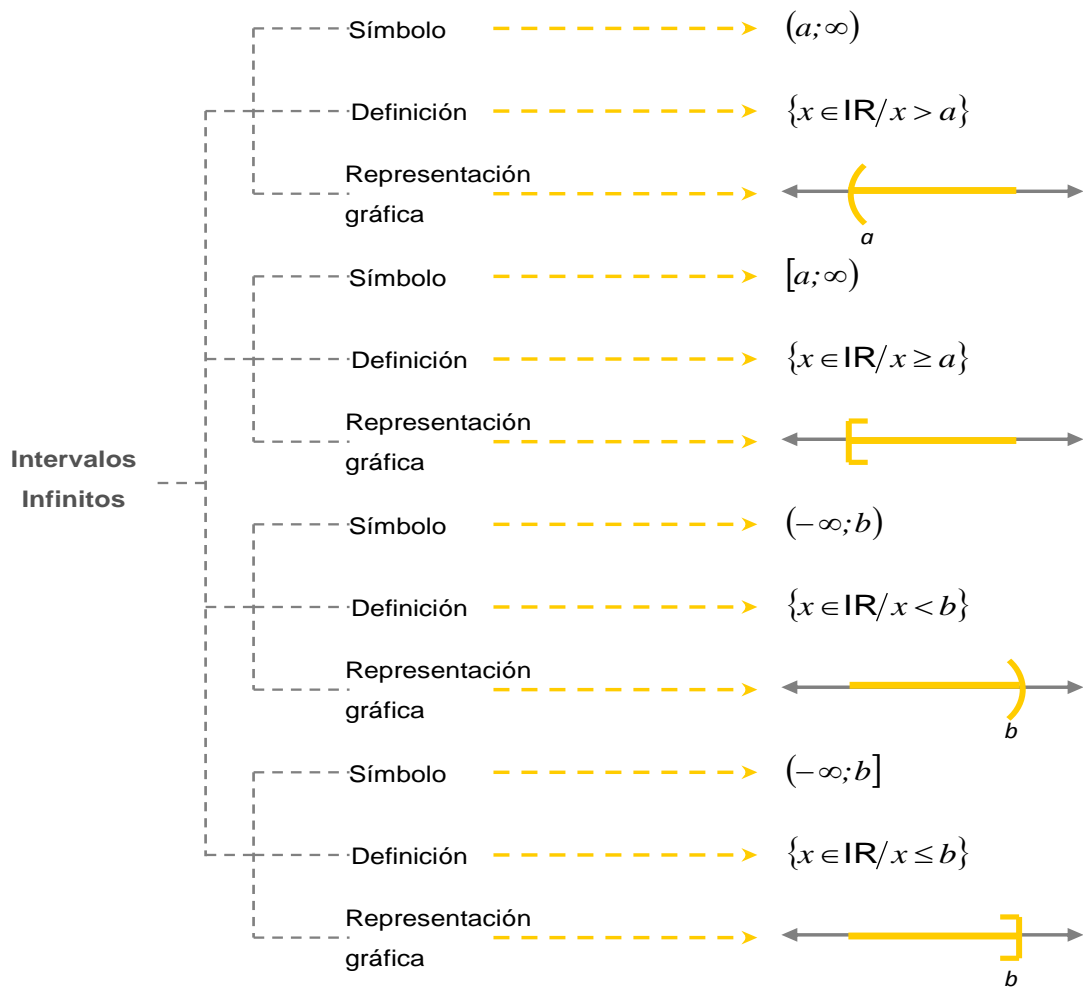 Símbolo (a;∞)
Definición {x ∈ IR/x > a}
Representación
gráfica
a
Símbolo [a;∞)
Definición {x ∈ IR/x ≥ a}
Representación
gráfica
Intervalos
Infinitos
Símbolo (−∞;b)
Definición {x ∈ IR/x < b}
Representación
gráfica
b
Símbolo (−∞;b]
Definición {x ∈ IR/x ≤ b}
Representación
gráfica
b